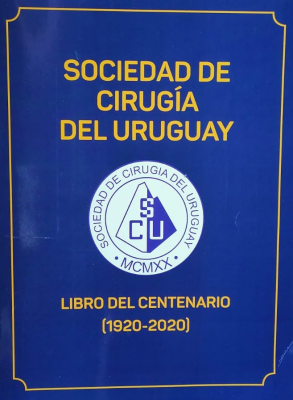 SOCIEDAD DE
CIRUGÍA
DEL URUGUAY
SOCIEDAD DE CIRUGIA DEL URUGUAY
S
C U
• MCMXX •
LIBRO DEL CENTENARIO
(1920-2020)